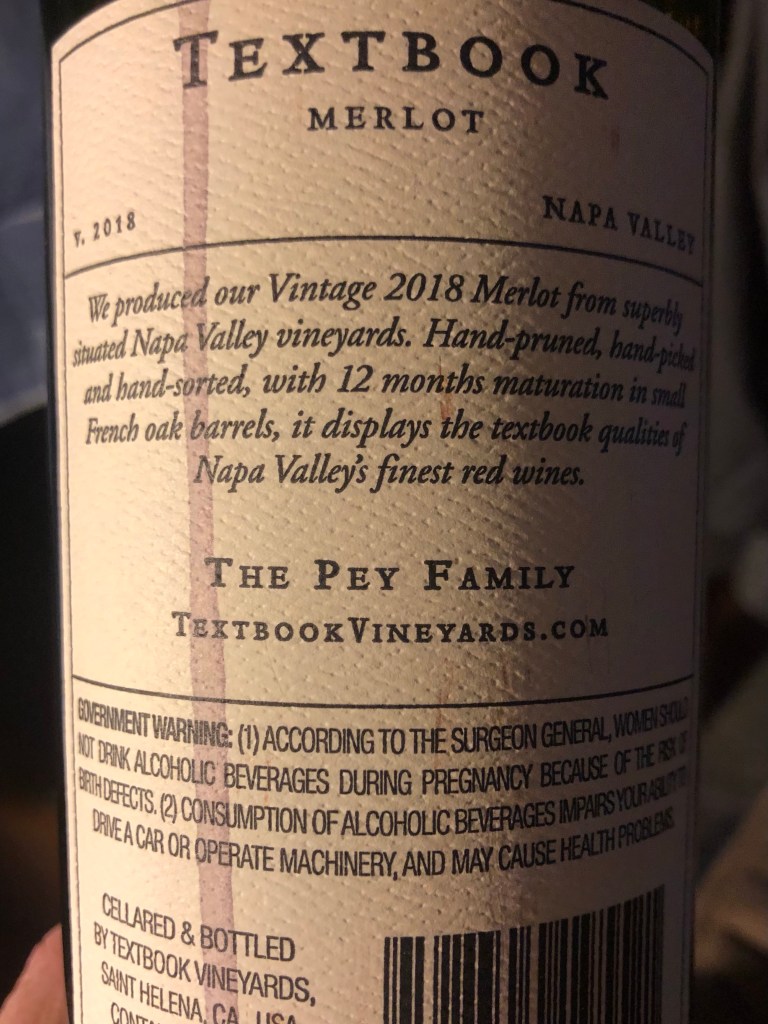 TEXTBOOK
MERLOT
v. 2018
NAPA VALLEY
We produced our Vintage 2018 Merlot from superbly
situated Napa Valley vineyards. Hand-pruned, hand-picked
and hand-sorted, with 12 months maturation in small
French oak barrels, it displays the textbook qualities of
Napa Valley's finest red wines.
THE PEY FAMILY
TEXTBOOKVINEYARDS.COM
GOVERNMENT WARNING: (1) ACCORDING TO THE SURGEON GENERAL, WOMEN SHOULD
NOT DRINK ALCOHOLIC BEVERAGES DURING PREGNANCY BECAUSE OF THE RISK OF
BIRTH DEFECTS. (2) CONSUMPTION OF ALCOHOLIC BEVERAGES IMPAIRS YOUR ABILITY TO
DRIVE A CAR OR OPERATE MACHINERY, AND MAY CAUSE HEALTH PROBLEMS.
CELLARED & BOTTLED
BY TEXTBOOK VINEYARDS,
SAINT HELENA, CA, USA